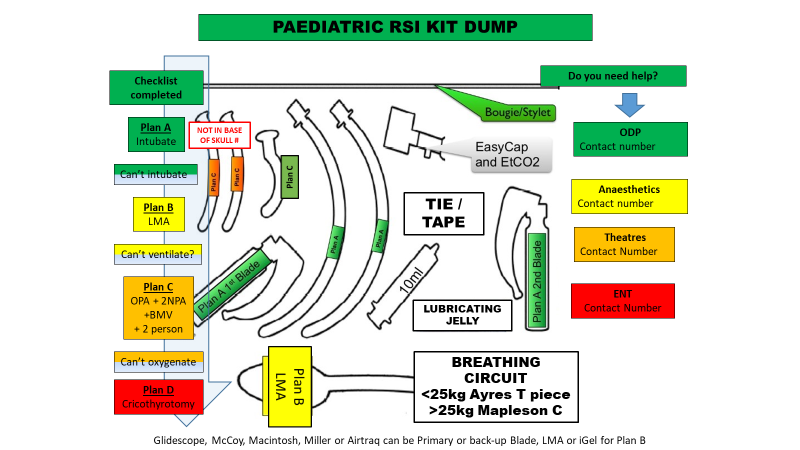 PAEDIATRIC RSI KIT DUMP
Checklist
completed
Plan A
Intubate
Can't intubate
Plan B
LMA
Can't ventilate?
Plan C
OPA + 2NPA
+BMV
+ 2 person
Can't oxygenate
Plan D
Cricothyrotomy
NOT IN BASE
OF SKULL #
Plan C
Plan C
Plan C
Plan A
Plan A
Bougie/Stylet
EasyCap
and EtCO2
TIE /
TAPE
Plan A 1st Blade
10ml
LUBRICATING
JELLY
Plan A 2nd Blade
Plan B
LMA
BREATHING
CIRCUIT
<25kg Ayres T piece
>25kg Mapleson C
Do you need help?
ODP
Contact number
Anaesthetics
Contact number
Theatres
Contact Number
ENT
Contact Number
Glidescope, McCoy, Macintosh, Miller or Airtraq can be Primary or back-up Blade, LMA or iGel for Plan B